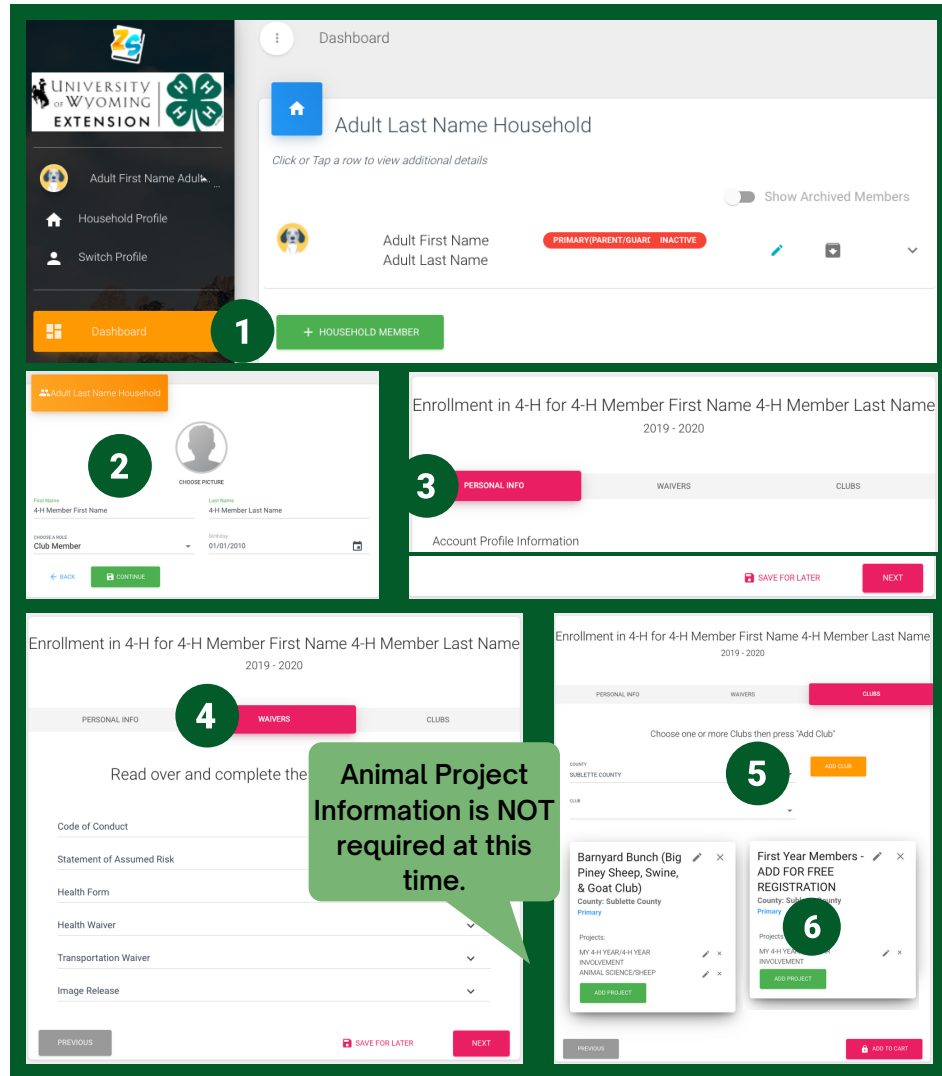 ZS
UNIVERSITY
OF WYOMING
EXTENSION
H H H H
Adult First Name Adult... ...
Household Profile
Switch Profile
Dashboard
Dashboard
Adult Last Name Household
Click or Tap a row to view additional details
Show Archived Members
Adult First Name
Adult Last Name
PRIMARY(PARENT/GUARI INACTIVE
1
+ HOUSEHOLD MEMBER
Adult Last Name Household
2
CHOOSE PICTURE
First Name
4-H Member First Name
Last Name
4-H Member Last Name
CHOOSE A ROLE
Club Member
Birthday
01/01/2010
← BACK
CONTINUE
Enrollment in 4-H for 4-H Member First Name 4-H Member Last Name
2019 - 2020
3
PERSONAL INFO WAIVERS CLUBS
Account Profile Information
SAVE FOR LATER NEXT
Enrollment in 4-H for 4-H Member First Name 4-H Member Last Name
2019 - 2020
PERSONAL INFO 4 WAIVERS CLUBS
Read over and complete the
Code of Conduct
Statement of Assumed Risk
Health Form
Health Waiver
Transportation Waiver
Image Release
PREVIOUS SAVE FOR LATER NEXT
Animal Project
Information is NOT
required at this
time.
Enrollment in 4-H for 4-H Member First Name 4-H Member Last Name
2019 - 2020
PERSONAL INFO WAIVERS CLUBS
Choose one or more Clubs then press "Add Club"
COUNTY
SUBLETTE COUNTY
5
ADD CLUB
CLUB
Barnyard Bunch (Big
Piney Sheep, Swine,
& Goat Club)
County: Sublette County
Primary
Projects:
MY 4-H YEAR/4-H YEAR
INVOLVEMENT
ANIMAL SCIENCE/SHEEP
ADD PROJECT
First Year Members -
ADD FOR FREE
REGISTRATION
County: Sublette County
Primary
6
Projects:
MY 4-H YEAR
INVOLVEMENT
ADD PROJECT
PREVIOUS ADD TO CART